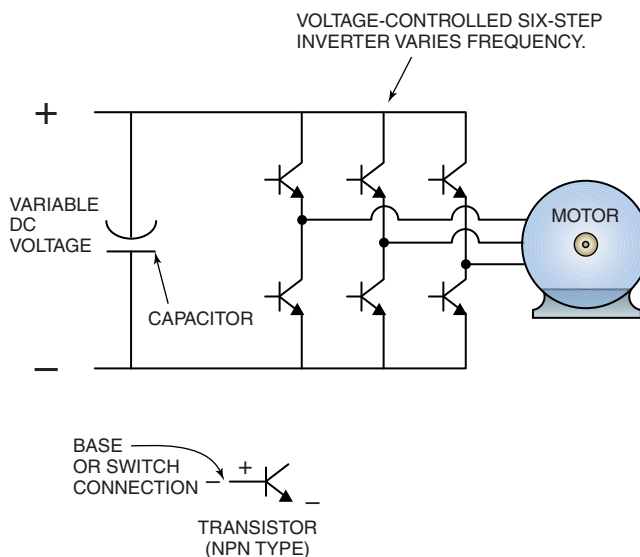 VOLTAGE-CONTROLLED SIX-STEP
INVERTER VARIES FREQUENCY.
+
VARIABLE
DC
VOLTAGE
MOTOR
CAPACITOR
–
BASE
OR SWITCH
CONNECTION
– +
–
TRANSISTOR
(NPN TYPE)